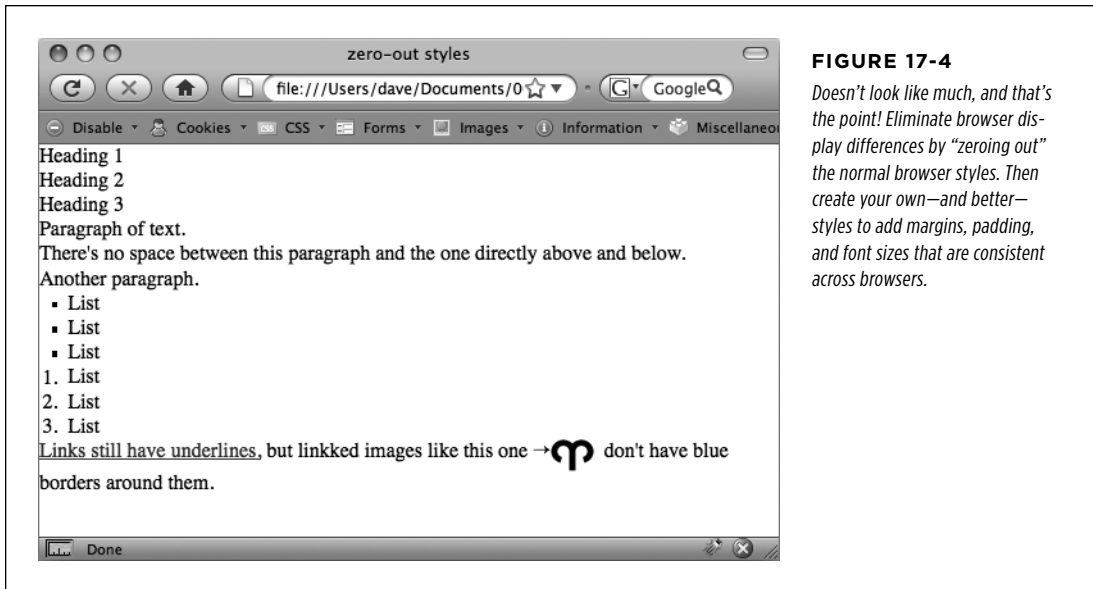 zero-out styles
file:///Users/dave/Documents/0
G
Google
Disable Cookies CSS Forms Images Information Miscellaneou
Heading 1
Heading 2
Heading 3
Paragraph of text.
There's no space between this paragraph and the one directly above and below.
Another paragraph.
▪ List
▪ List
▪ List
1. List
2. List
3. List
Links still have underlines, but linkked images like this one → don't have blue
borders around them.
Done
FIGURE 17-4
Doesn’t look like much, and that’s
the point! Eliminate browser dis-
play differences by “zeroing out”
the normal browser styles. Then
create your own—and better—
styles to add margins, padding,
and font sizes that are consistent
across browsers.